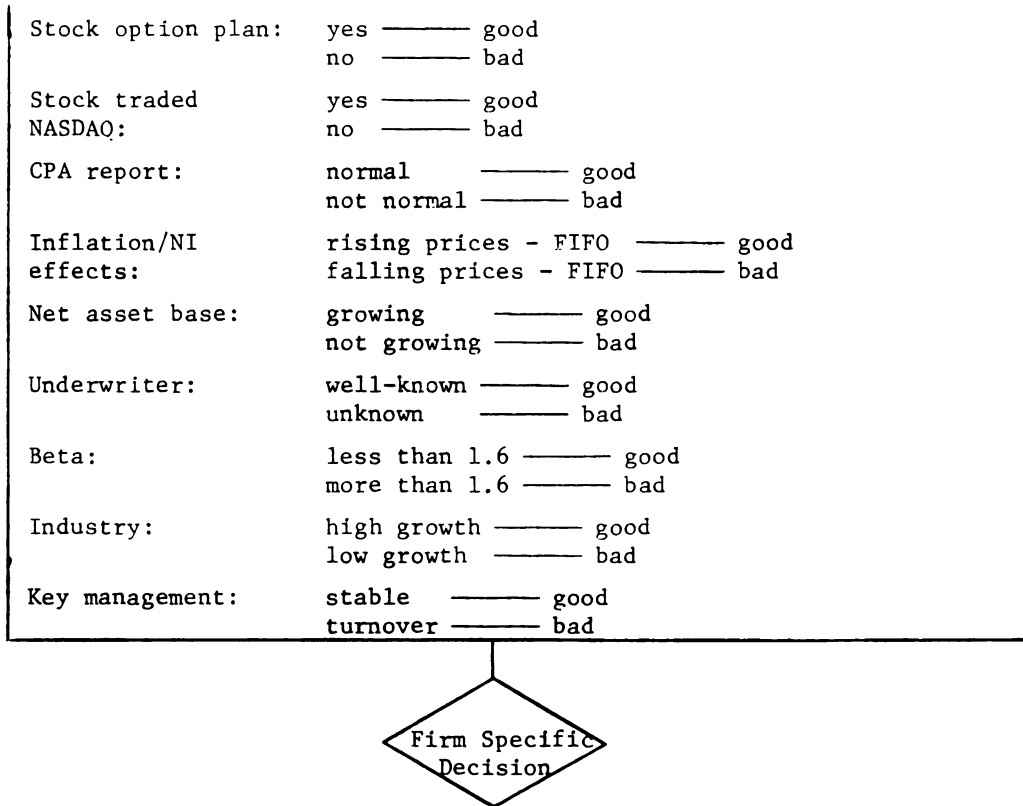 Stock option plan: yes ——— good
no ——— bad
Stock traded yes ——— good
NASDAQ: no ——— bad
CPA report: normal ——— good
not normal ——— bad
Inflation/NI rising prices - FIFO ——— good
effects: falling prices - FIFO ——— bad
Net asset base: growing ——— good
not growing ——— bad
Underwriter: well-known ——— good
unknown ——— bad
Beta: less than 1.6 ——— good
more than 1.6 ——— bad
Industry: high growth ——— good
low growth ——— bad
Key management: stable ——— good
turnover ——— bad
Firm Specific
Decision